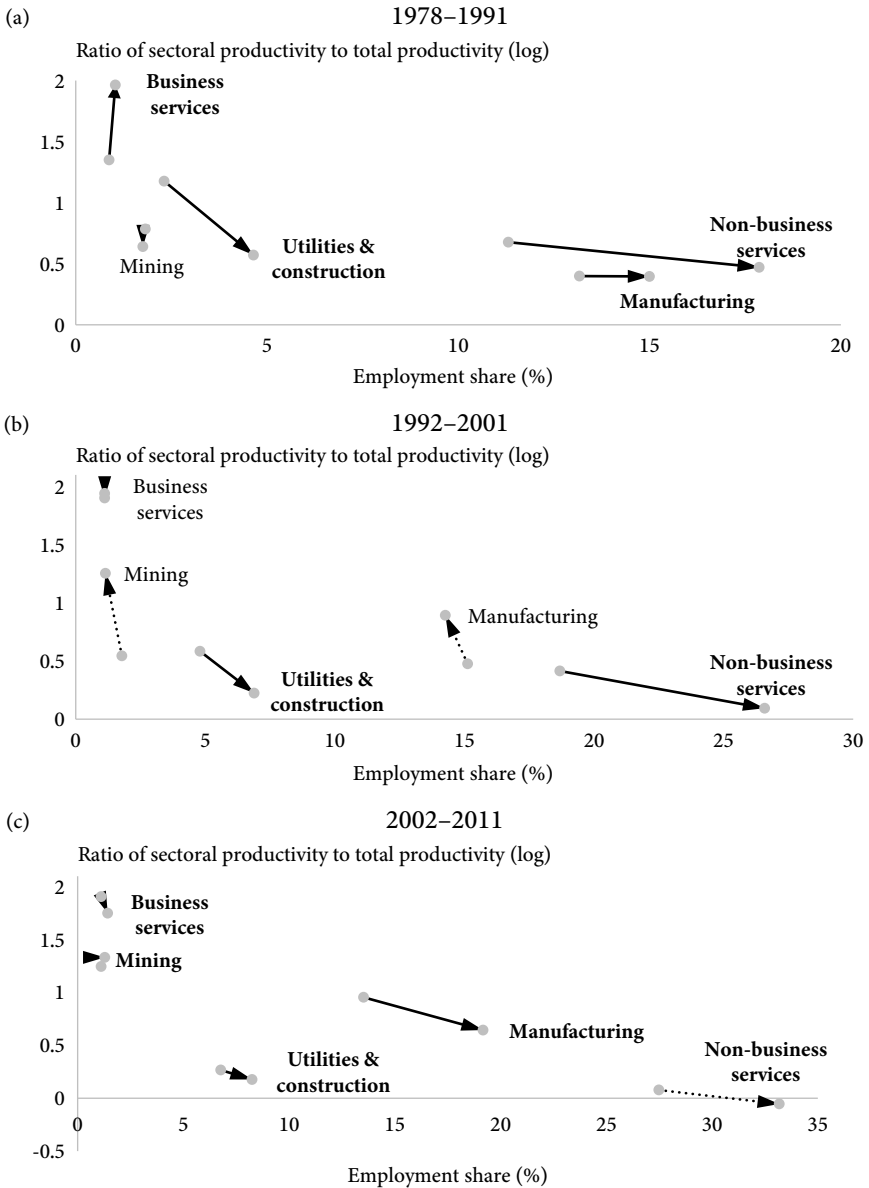 (a)
1978–1991
Ratio of sectoral productivity to total productivity (log)
2
1.5
1
0.5
0
Business
services
Mining
Utilities &
construction
Non-business
services
Manufacturing
0 5 10 15 20
Employment share (%)
(b)
1992–2001
Ratio of sectoral productivity to total productivity (log)
2
1.5
1
0.5
0
Business
services
Mining
Manufacturing
Utilities &
construction
Non-business
services
0 5 10 15 20 25 30
Employment share (%)
(c)
2002–2011
Ratio of sectoral productivity to total productivity (log)
2
1.5
1
0.5
0
-0.5
Business
services
Mining
Manufacturing
Utilities &
construction
Non-business
services
0 5 10 15 20 25 30 35
Employment share (%)